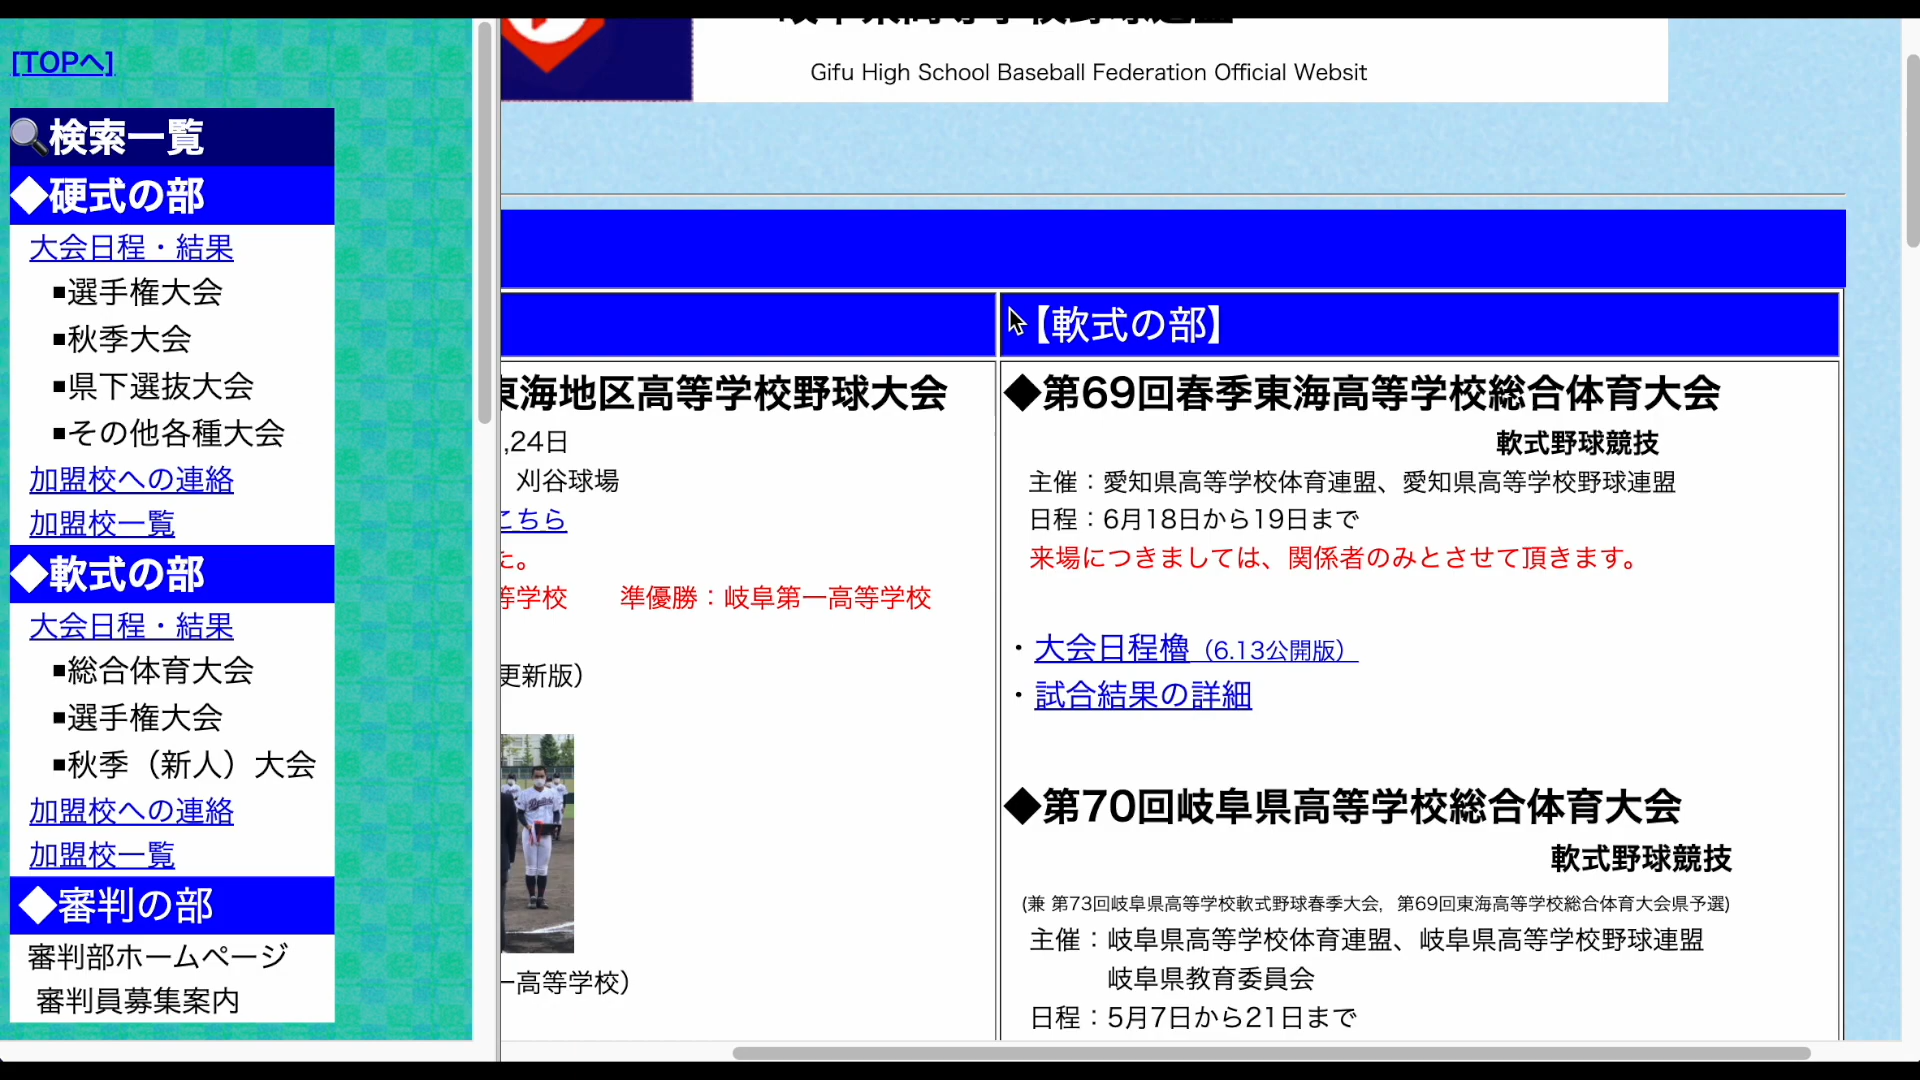 [TOPへ]
🔍検索一覧
◆硬式の部
大会日程・結果
▪選手権大会
▪秋季大会
▪県下選抜大会
▪その他各種大会
加盟校への連絡
加盟校一覧
◆軟式の部
大会日程・結果
▪総合体育大会
▪選手権大会
▪秋季（新人）大会
加盟校への連絡
加盟校一覧
◆審判の部
審判部ホームページ
審判員募集案内
岐阜県高等学校野球連盟
Gifu High School Baseball Federation Official Websit
東海地区高等学校野球大会
,24日
刈谷球場
こちら
た。
等学校　　準優勝：岐阜第一高等学校
更新版）
一高等学校）
【軟式の部】
◆第69回春季東海高等学校総合体育大会
軟式野球競技
主催：愛知県高等学校体育連盟、愛知県高等学校野球連盟
日程：6月18日から19日まで
来場につきましては、関係者のみとさせて頂きます。
・大会日程櫓（6.13公開版）
・試合結果の詳細
◆第70回岐阜県高等学校総合体育大会
軟式野球競技
(兼 第73回岐阜県高等学校軟式野球春季大会,　第69回東海高等学校総合体育大会県予選)
主催：岐阜県高等学校体育連盟、岐阜県高等学校野球連盟
岐阜県教育委員会
日程：5月7日から21日まで